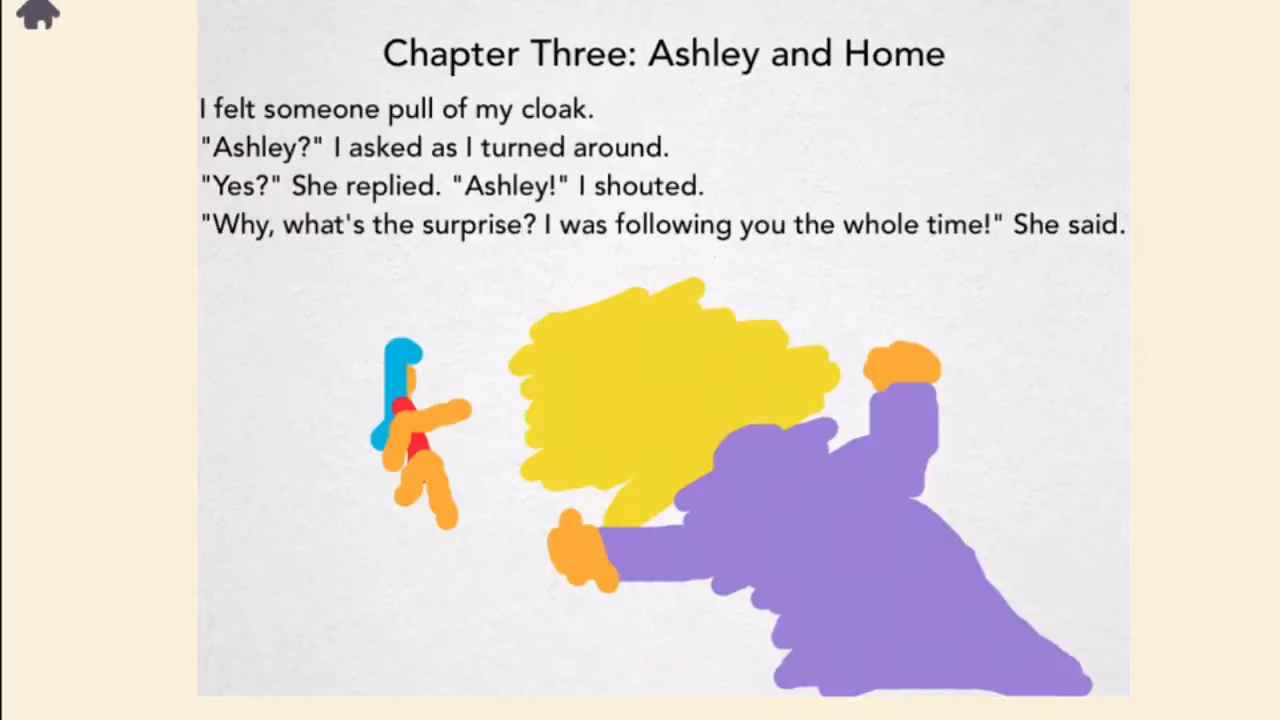 Chapter Three: Ashley and Home
I felt someone pull of my cloak.
"Ashley?" I asked as I turned around.
"Yes?" She replied. "Ashley!" I shouted.
"Why, what's the surprise? I was following you the whole time!" She said.